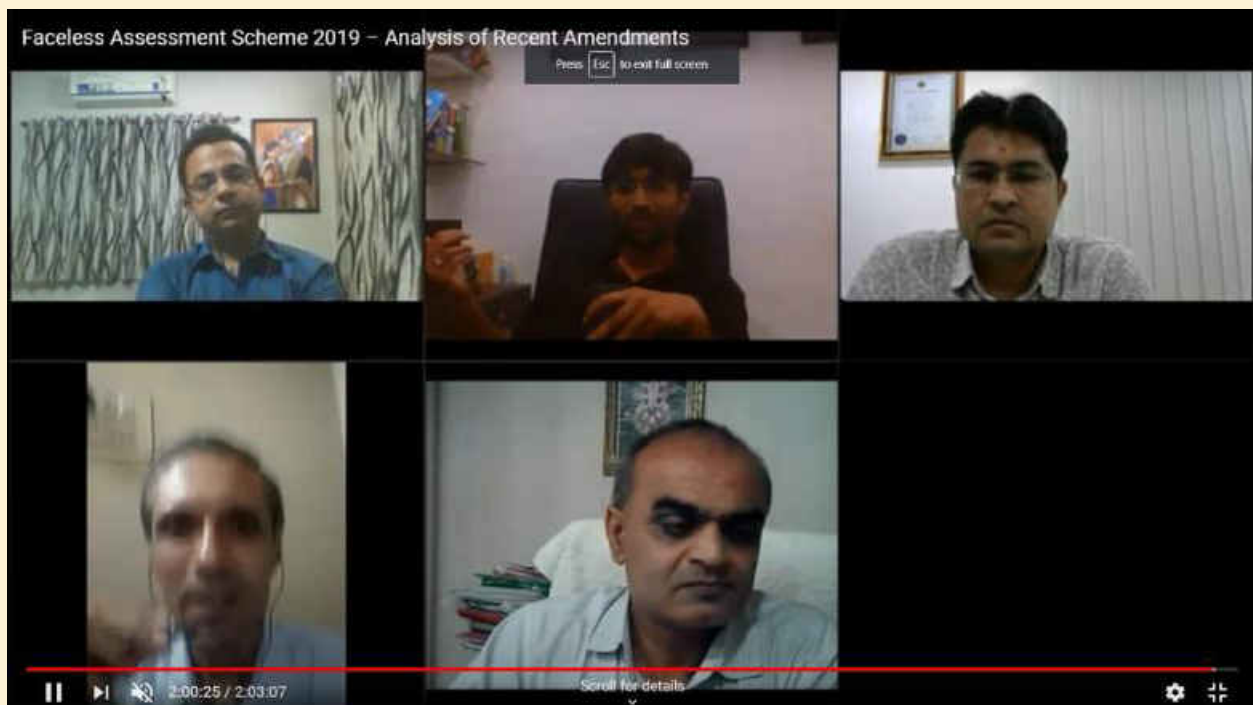 Faceless Assessment Scheme 2019 – Analysis of Recent Amendments
Press Esc to exit full screen
2:00:25 / 2:03:07
Scroll for details